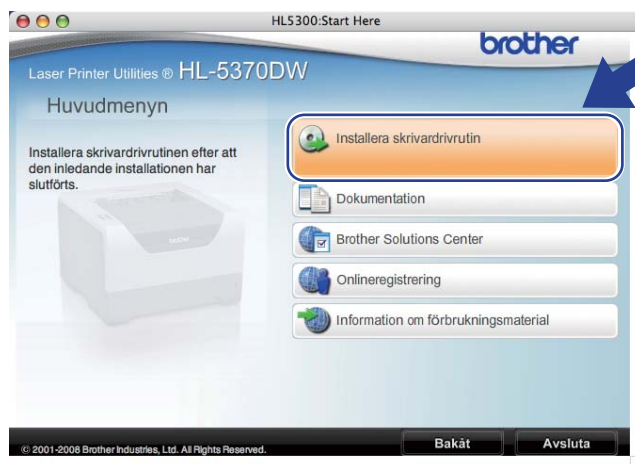 HL5300:Start Here
brother
Laser Printer Utilities ® HL-5370DW
Huvudmenyn
Installera skrivardrivrutinen efter att
den inledande installationen har
slutförts.
Installera skrivardrivrutin
Dokumentation
Brother Solutions Center
Onlineregistrering
Information om förbrukningsmaterial
© 2001-2008 Brother Industries, Ltd. All Rights Reserved.
Bakåt
Avsluta